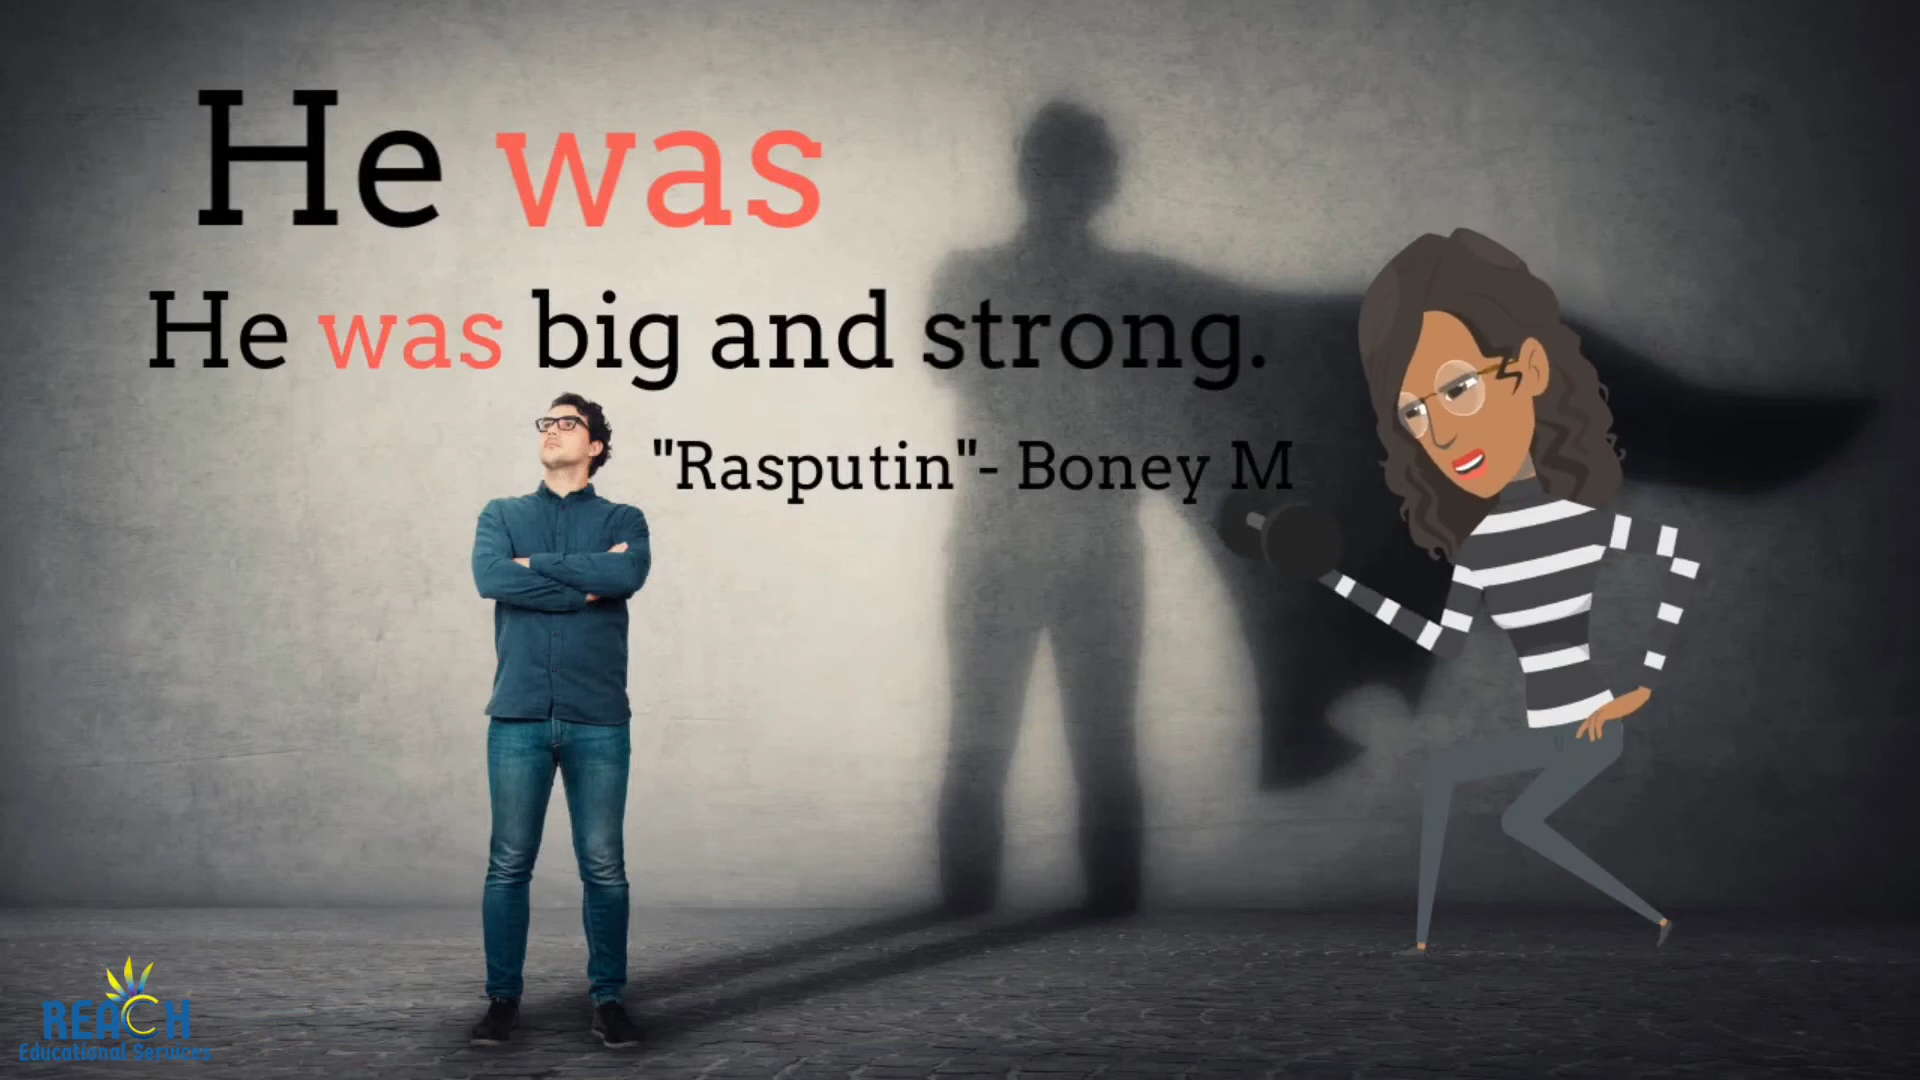 He was
He was big and strong.
"Rasputin"- Boney M
REACH
Educational Services